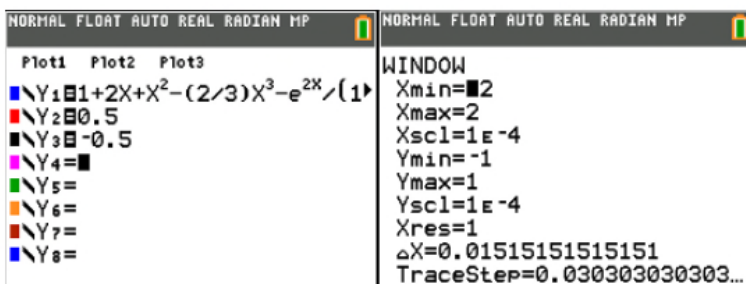 NORMAL FLOAT AUTO REAL RADIAN MP
Plot1 Plot2 Plot3
\Y₁=1+2X+X²-(2/3)X³-e^2X/(1
\Y₂=0.5
\Y₃=-0.5
\Y₄=
\Y₅=
\Y₆=
\Y₇=
\Y₈=
NORMAL FLOAT AUTO REAL RADIAN MP
WINDOW
Xmin=2
Xmax=2
Xscl=1ᴇ-4
Ymin=-1
Ymax=1
Yscl=1ᴇ-4
Xres=1
△X=0.01515151515151
TraceStep=0.030303030303…